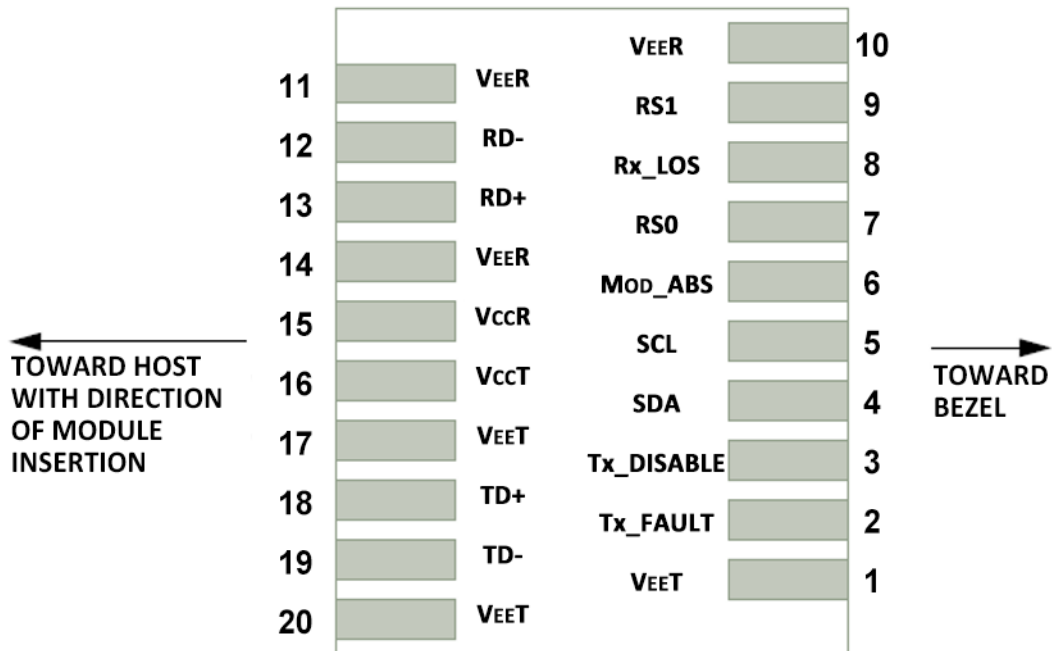 VEER 10
11 VEER
RS1 9
12 RD-
Rx_LOS 8
13 RD+
RS0 7
14 VEER
MOD_ABS 6
15 VCCR
SCL 5
16 VCCT
SDA 4
17 VEET
Tx_DISABLE 3
18 TD+
Tx_FAULT 2
19 TD-
VEET 1
20 VEET
TOWARD HOST
WITH DIRECTION
OF MODULE
INSERTION
TOWARD
BEZEL